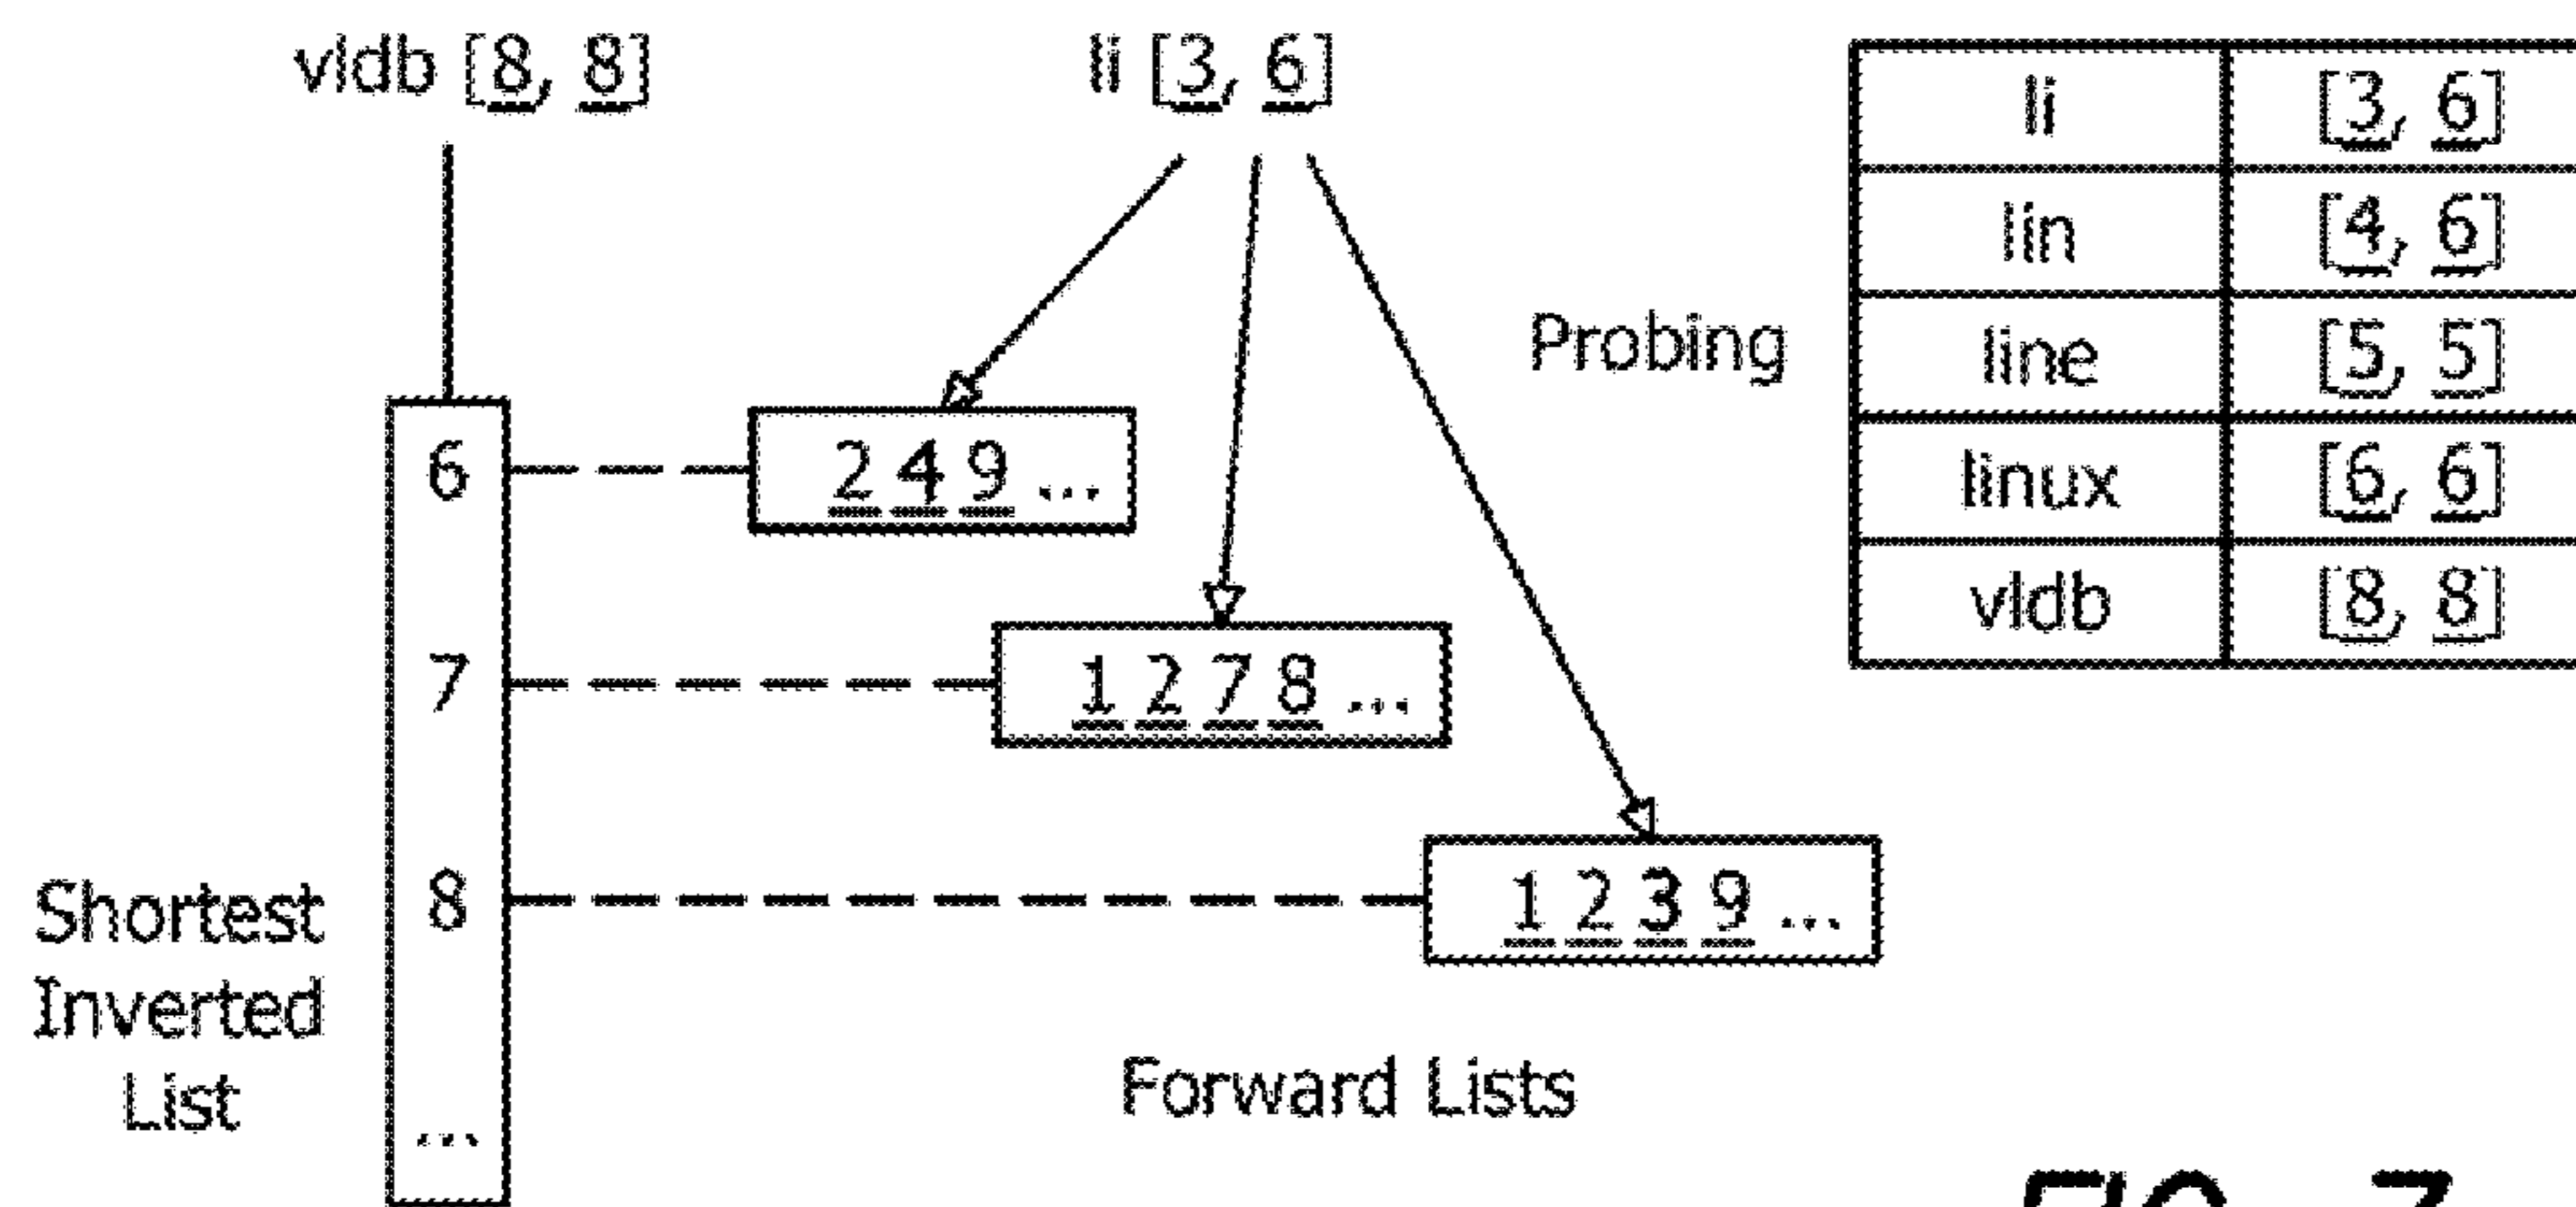 vldb [8, 8]
li [3, 6]
6
2 4 9 ...
7
1 2 7 8 ...
8
1 2 3 9 ...
...
Shortest
Inverted
List
Forward Lists
Probing
li [3, 6]
lin [4, 6]
line [5, 5]
linux [6, 6]
vldb [8, 8]